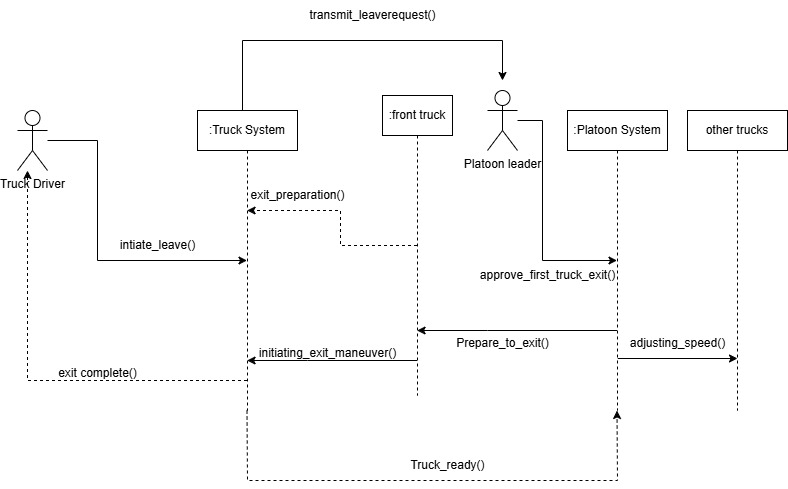 transmit_leaverequest()
:Truck System
:front truck
:Platoon System
other trucks
Platoon leader
Truck Driver
exit_preparation()
intiate_leave()
approve_first_truck_exit()
Prepare_to_exit()
adjusting_speed()
initiating_exit_maneuver()
exit complete()
Truck_ready()